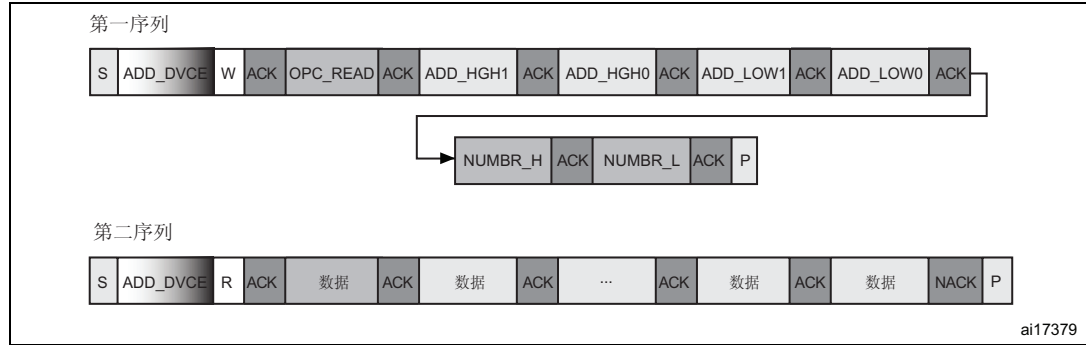 第一序列
S ADD_DVCE W ACK OPC_READ ACK ADD_HGH1 ACK ADD_HGH0 ACK ADD_LOW1 ACK ADD_LOW0 ACK
NUMBR_H ACK NUMBR_L ACK P
第二序列
S ADD_DVCE R ACK 数据 ACK 数据 ACK ... ACK 数据 ACK 数据 NACK P
ai17379